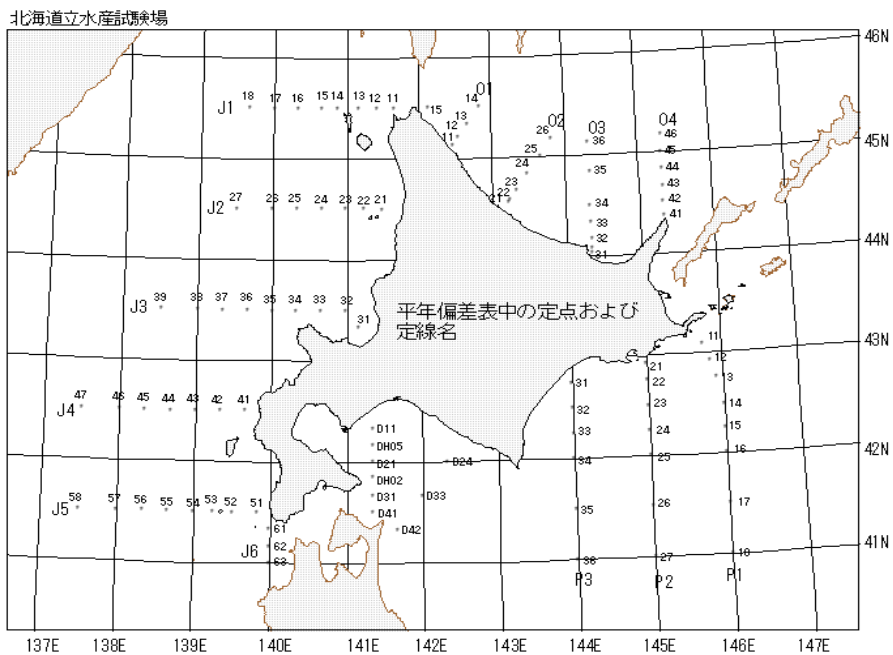 北海道立水産試験場
46N
J1 18 17 16 15 14 13 12 11
15 14 O1
13
12
11
26 O2
25
24
23
22
21
O3
36
35
34
33
32
31
O4
46
45
44
43
42
41
45N
J2 27 26 25 24 23 22 21
44N
J3 39 38 37 36 35 34 33 32
31
平年偏差表中の定点および
定線名
11
12
13
14
15
16
17
18
P1
43N
21
22
23
24
25
26
27
P2
31
32
33
34
35
36
P3
J4 47 46 45 44 43 42 41
D11
DH05
D21 D24
DH02
D31 D33
D41
D42
42N
J5 58 57 56 55 54 53 52 51
61
J6 62
63
41N
137E 138E 139E 140E 141E 142E 143E 144E 145E 146E 147E